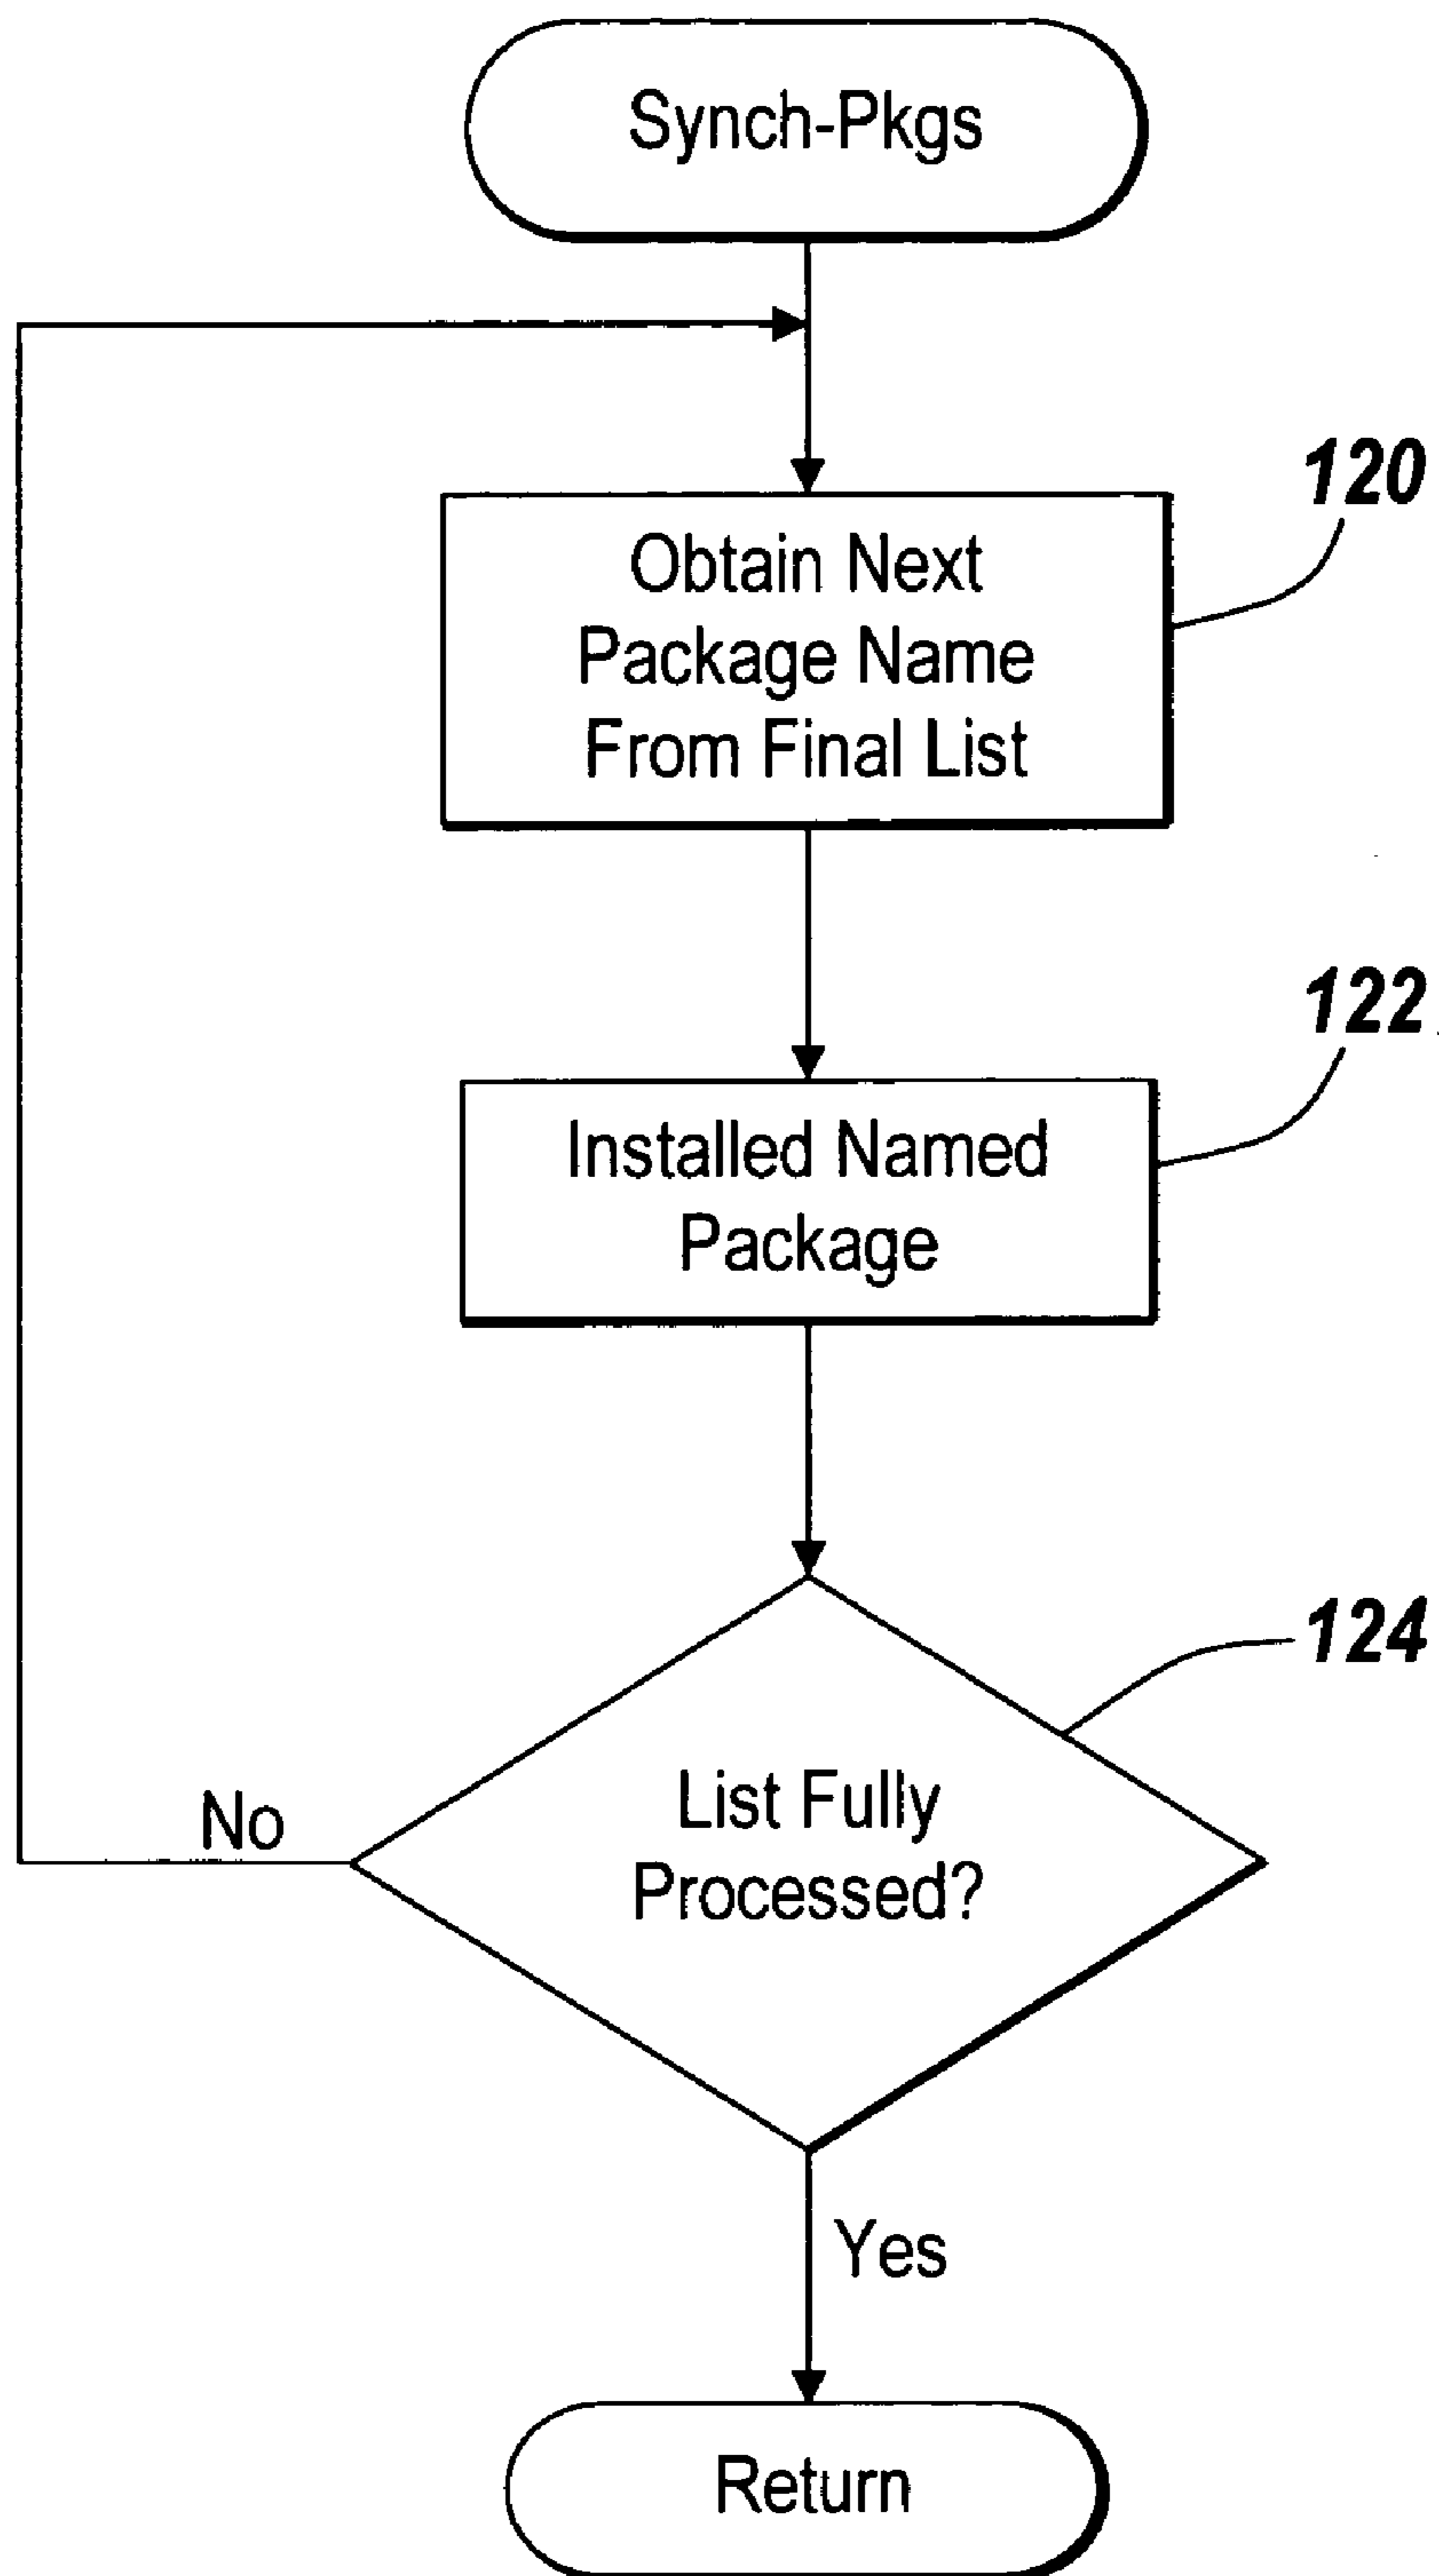 Synch-Pkgs
120
Obtain Next
Package Name
From Final List
122
Installed Named
Package
124
List Fully
Processed?
No
Yes
Return